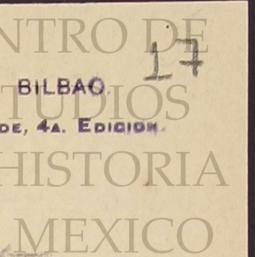 NTRO DE
17
BILBAO.
TUDIOS
DE, 4A. EDICION.
HISTORIA
MEXICO